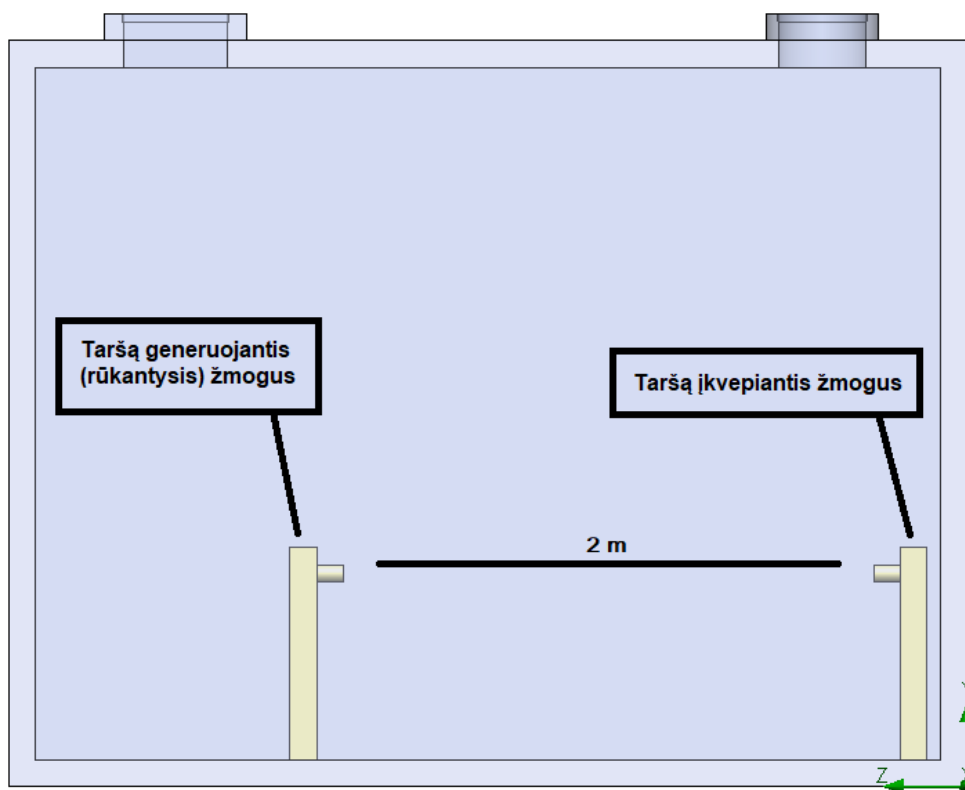 Taršą generuojantis
(rūkantysis) žmogus
Taršą įkvepiantis žmogus
2 m
Y
Z